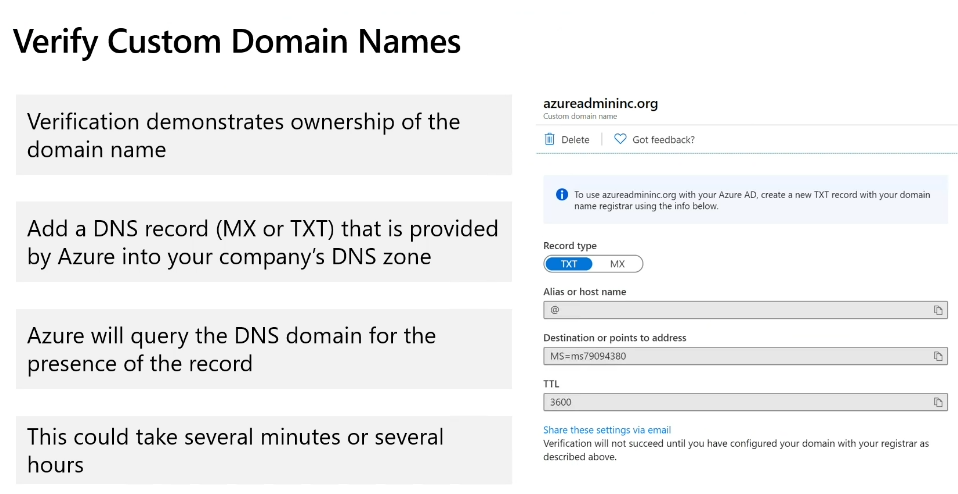 Verify Custom Domain Names
Verification demonstrates ownership of the
domain name
Add a DNS record (MX or TXT) that is provided
by Azure into your company's DNS zone
Azure will query the DNS domain for the
presence of the record
This could take several minutes or several
hours
azureadmininc.org
Custom domain name
Delete
Got feedback?
To use azureadmininc.org with your Azure AD, create a new TXT record with your domain
name registrar using the info below.
Record type
TXT MX
Alias or host name
@
Destination or points to address
MS=ms79094380
TTL
3600
Share these settings via email
Verification will not succeed until you have configured your domain with your registrar as
described above.